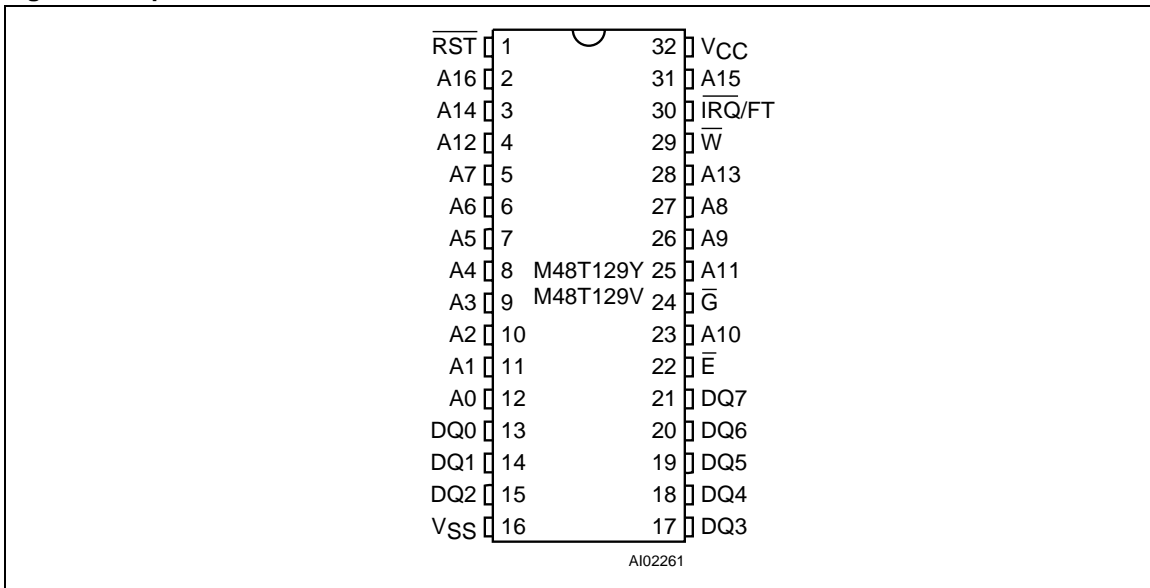 R̅S̅T̅ 1 32 VCC
A16 2 31 A15
A14 3 30 I̅R̅Q̅/FT
A12 4 29 W̅
A7 5 28 A13
A6 6 27 A8
A5 7 26 A9
A4 8 M48T129Y 25 A11
A3 9 M48T129V 24 G̅
A2 10 23 A10
A1 11 22 E̅
A0 12 21 DQ7
DQ0 13 20 DQ6
DQ1 14 19 DQ5
DQ2 15 18 DQ4
VSS 16 17 DQ3
AI02261